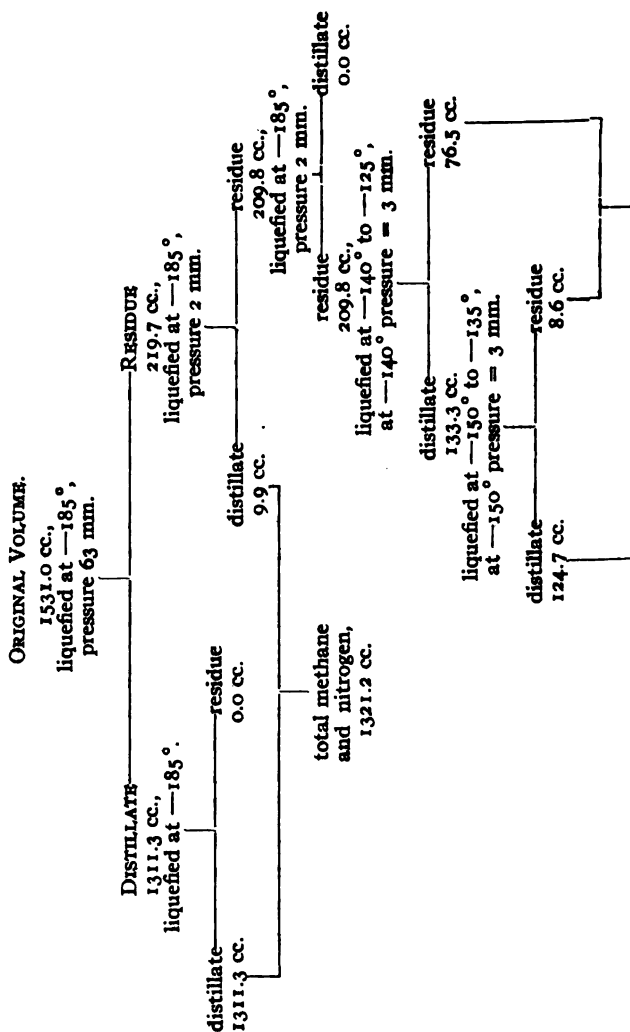 ORIGINAL VOLUME.
1531.0 cc.,
liquefied at —185°,
pressure 63 mm.
DISTILLATE
1311.3 cc.,
liquefied at —185°.
RESIDUE
219.7 cc.,
liquefied at —185°,
pressure 2 mm.
distillate
1311.3 cc.
residue
0.0 cc.
distillate
9.9 cc.
residue
209.8 cc.,
liquefied at —185°,
pressure 2 mm.
total methane
and nitrogen,
1321.2 cc.
residue
209.8 cc.,
liquefied at —140° to —125°,
at —140° pressure = 3 mm.
distillate
0.0 cc.
distillate
133.3 cc.
liquefied at —150° to —135°,
at —150° pressure = 3 mm.
residue
76.5 cc.
distillate
124.7 cc.
residue
8.6 cc.